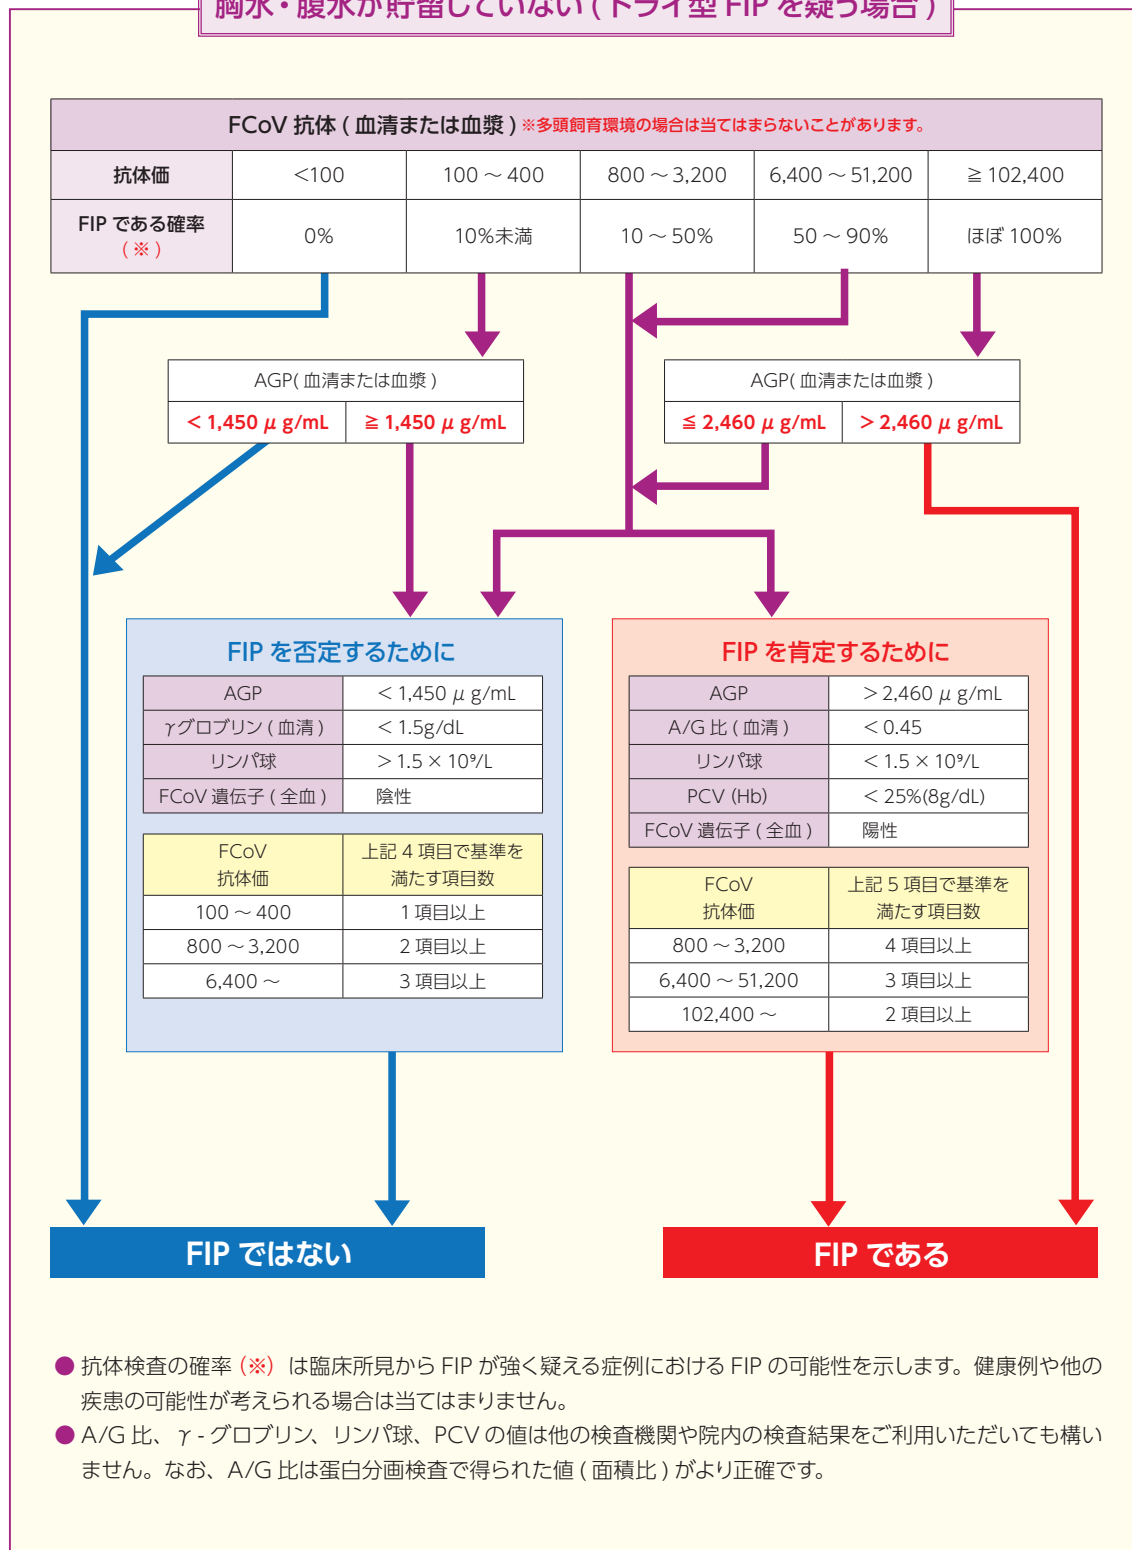 胸水・腹水が貯留していない ( ドライ型 FIP を疑う場合 )
FCoV 抗体 ( 血清または血漿 ) ※多頭飼育環境の場合は当てはまらないことがあります。
抗体価 <100 100 ～ 400 800 ～ 3,200 6,400 ～ 51,200 ≧ 102,400
FIP である確率
( ※ ) 0% 10%未満 10 ～ 50% 50 ～ 90% ほぼ 100%
AGP( 血清または血漿 )
< 1,450 μ g/mL ≧ 1,450 μ g/mL
AGP( 血清または血漿 )
≦ 2,460 μ g/mL > 2,460 μ g/mL
FIP を否定するために
AGP < 1,450 μ g/mL
γグロブリン ( 血清 ) < 1.5g/dL
リンパ球 > 1.5 × 10⁹/L
FCoV 遺伝子 ( 全血 ) 陰性
FCoV
抗体価
上記 4 項目で基準を
満たす項目数
100 ～ 400 1 項目以上
800 ～ 3,200 2 項目以上
6,400 ～ 3 項目以上
FIP を肯定するために
AGP > 2,460 μ g/mL
A/G 比 ( 血清 ) < 0.45
リンパ球 < 1.5 × 10⁹/L
PCV (Hb) < 25%(8g/dL)
FCoV 遺伝子 ( 全血 ) 陽性
FCoV
抗体価
上記 5 項目で基準を
満たす項目数
800 ～ 3,200 4 項目以上
6,400 ～ 51,200 3 項目以上
102,400 ～ 2 項目以上
FIP ではない
FIP である
● 抗体検査の確率 (※) は臨床所見から FIP が強く疑える症例における FIP の可能性を示します。健康例や他の
疾患の可能性が考えられる場合は当てはまりません。
● A/G 比、 γ - グロブリン、リンパ球、PCV の値は他の検査機関や院内の検査結果をご利用いただいても構い
ません。なお、A/G 比は蛋白分画検査で得られた値 ( 面積比 ) がより正確です。